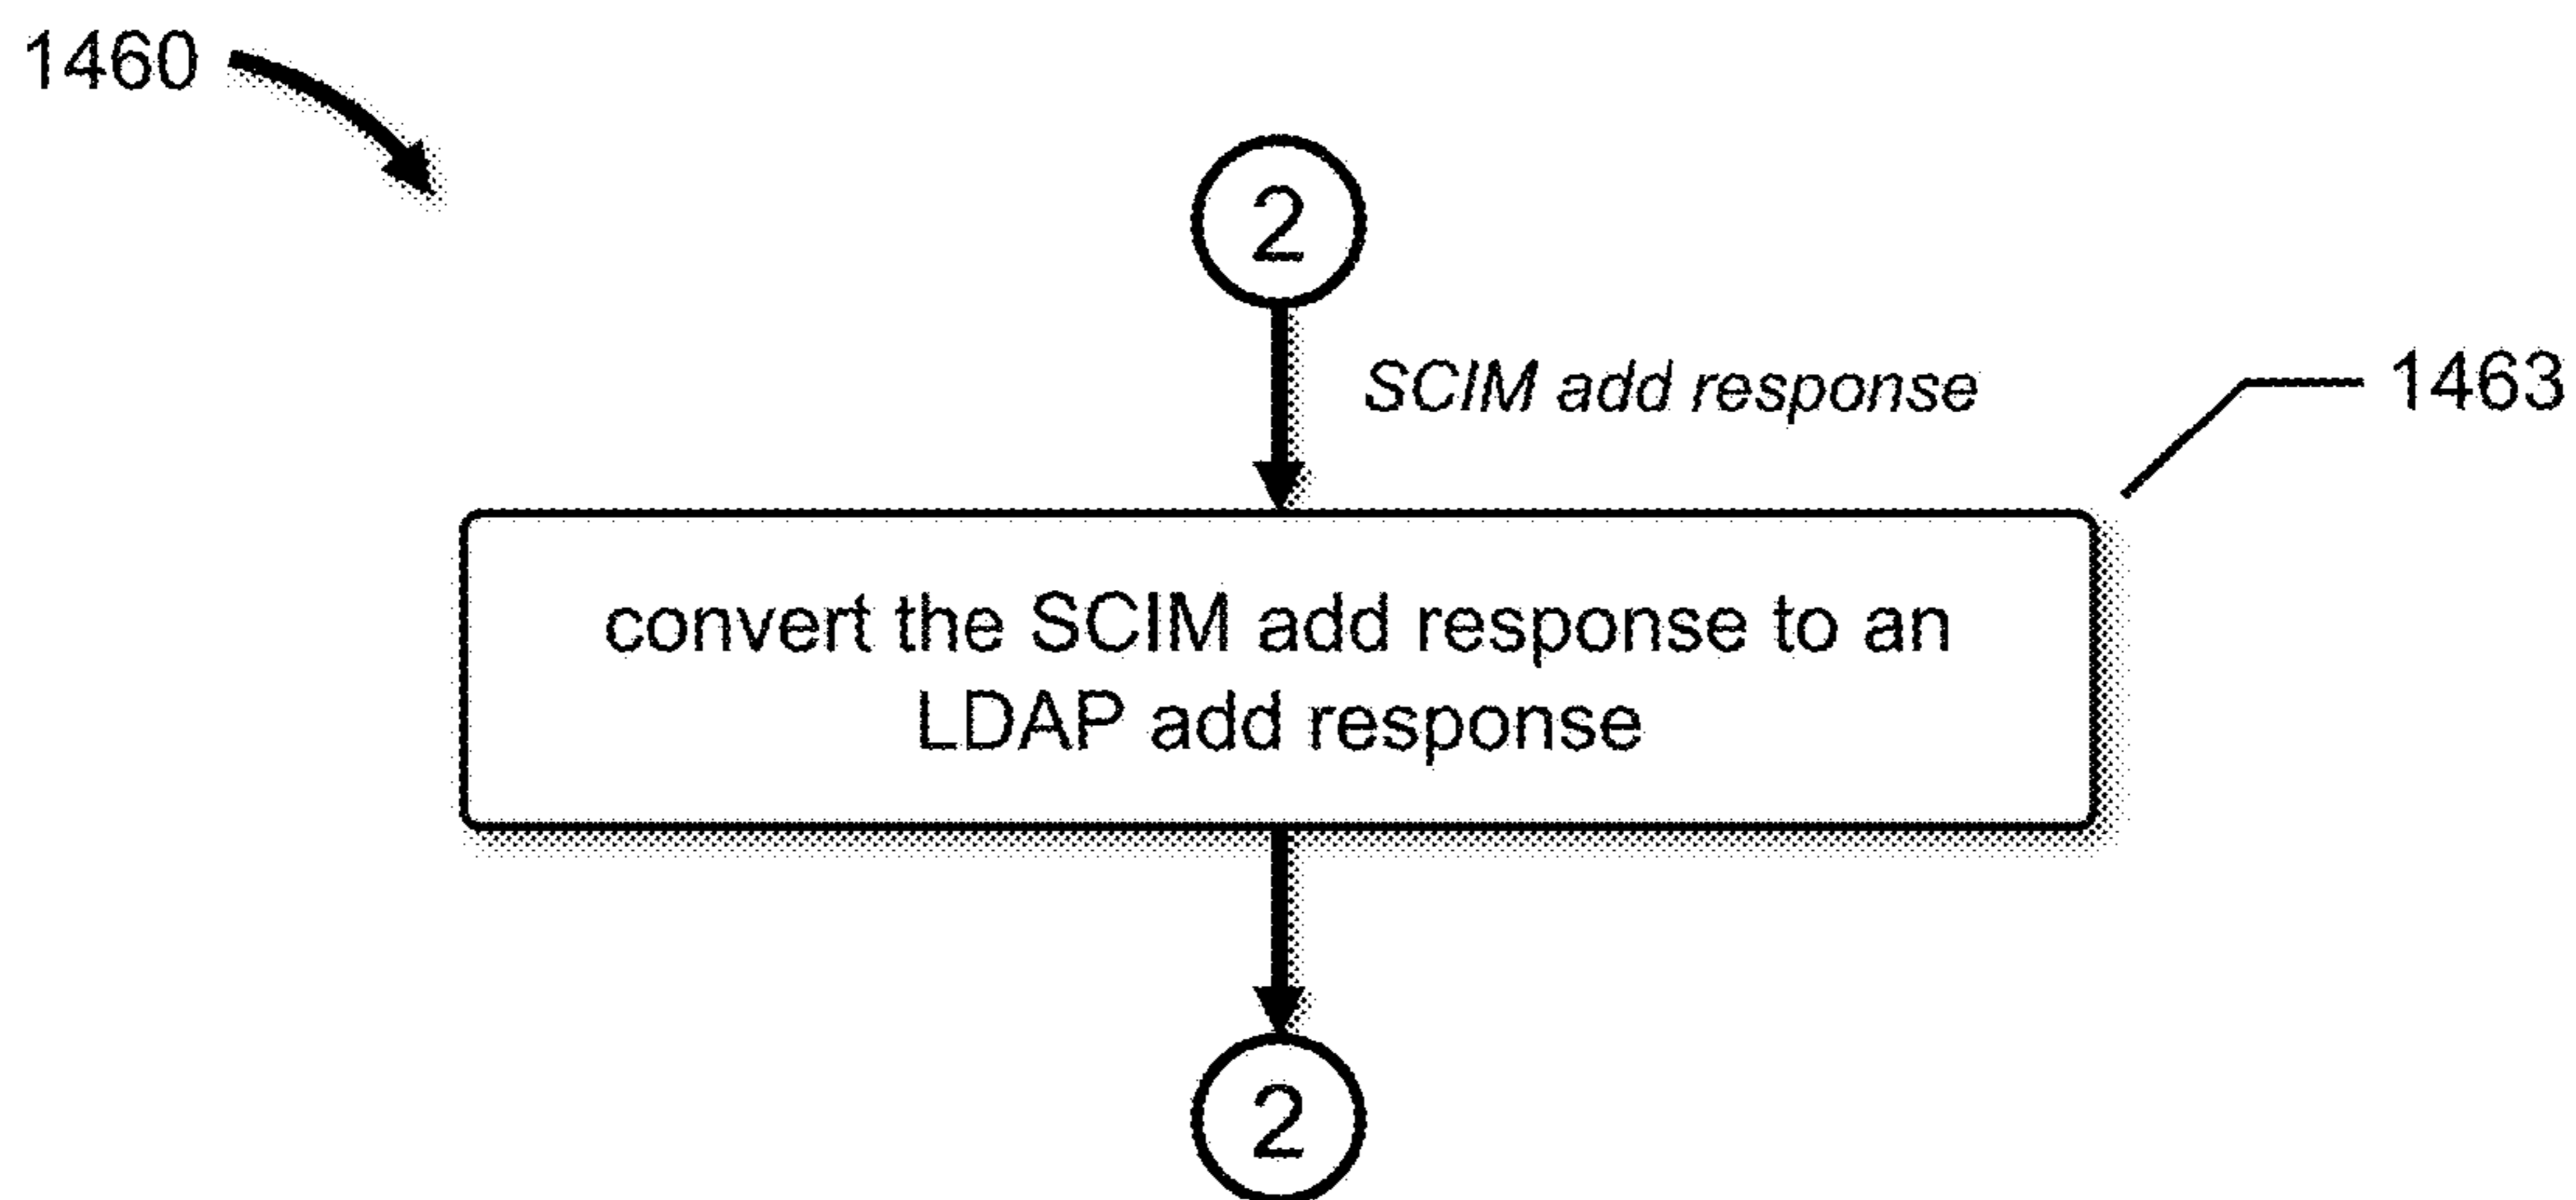 1460
2
SCIM add response
1463
convert the SCIM add response to an
LDAP add response
2